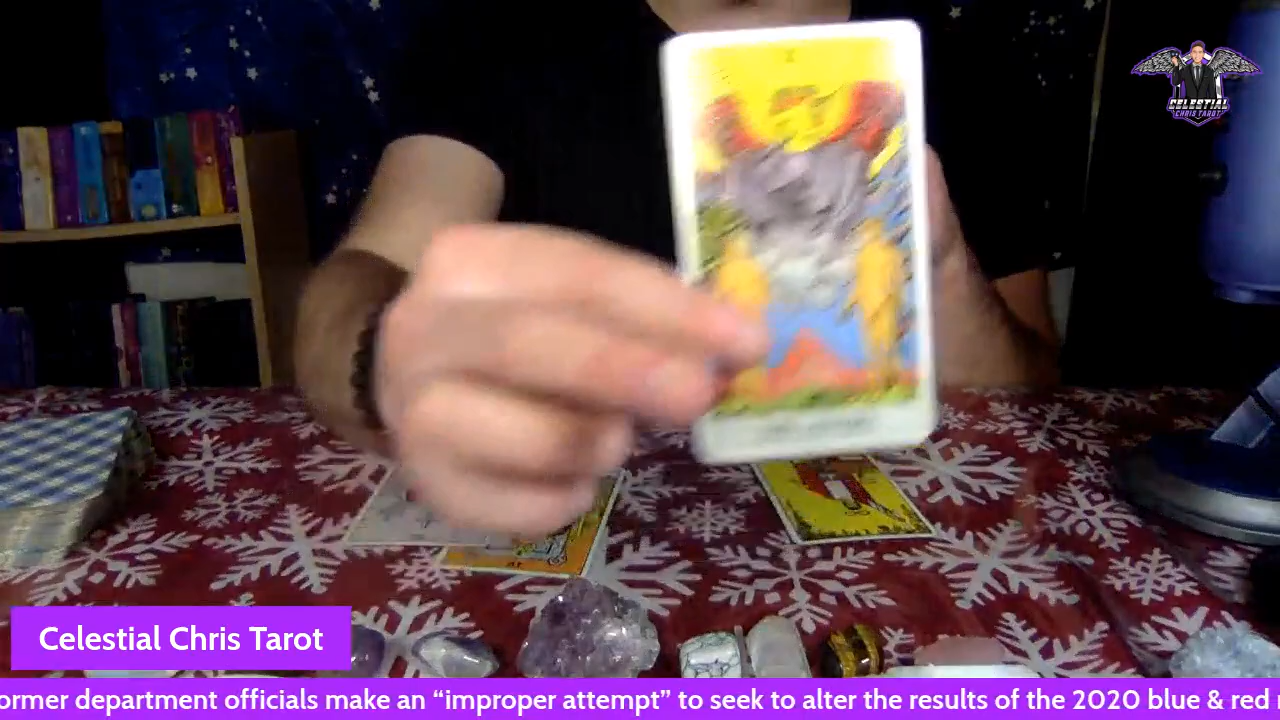 CELESTIAL
CHRIS TAROT
Celestial Chris Tarot
ormer department officials make an “improper attempt” to seek to alter the results of the 2020 blue & red